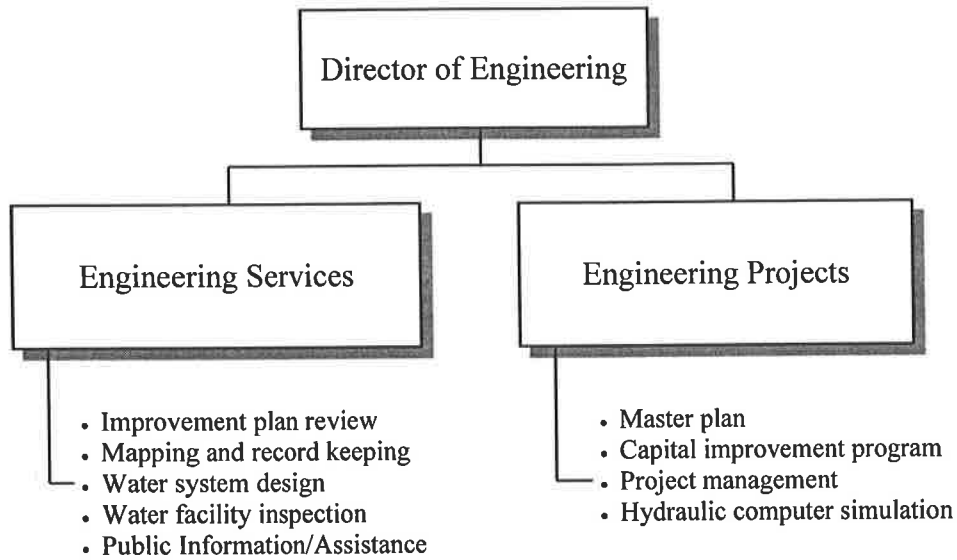 Director of Engineering
Engineering Services
• Improvement plan review
• Mapping and record keeping
• Water system design
• Water facility inspection
• Public Information/Assistance
Engineering Projects
• Master plan
• Capital improvement program
• Project management
• Hydraulic computer simulation